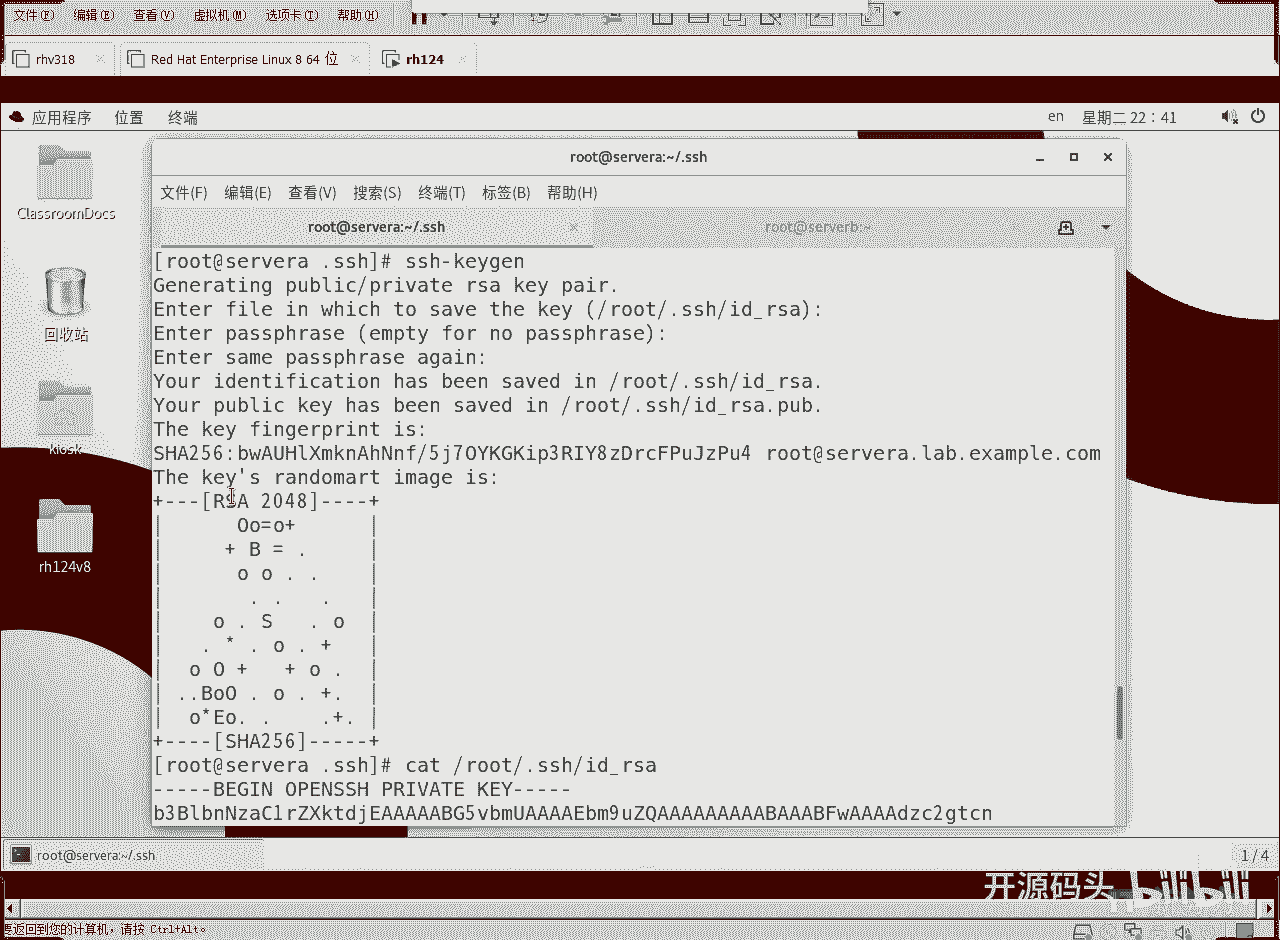 文件(F) 编辑(E) 查看(V) 虚拟机(M) 选项卡(T) 帮助(H)
rhv318 Red Hat Enterprise Linux 8 64 位 rh124
应用程序 位置 终端 en 星期二 22：41
ClassroomDocs
回收站
kiosk
rh124v8
root@servera:~/.ssh
文件(F) 编辑(E) 查看(V) 搜索(S) 终端(T) 标签(B) 帮助(H)
root@servera:~/.ssh root@serverb:~
[root@servera .ssh]# ssh-keygen
Generating public/private rsa key pair.
Enter file in which to save the key (/root/.ssh/id_rsa):
Enter passphrase (empty for no passphrase):
Enter same passphrase again:
Your identification has been saved in /root/.ssh/id_rsa.
Your public key has been saved in /root/.ssh/id_rsa.pub.
The key fingerprint is:
SHA256:bwAUHlXmknAhNnf/5j7OYKGKip3RIY8zDrcFPuJzPu4 root@servera.lab.example.com
The key's randomart image is:
+---[RSA 2048]----+
|      Oo=o+      |
|     + B = .     |
|      o o . .    |
|       . .   .   |
|    o . S   . o  |
|   . * . o . +   |
|  o O +   + o .  |
| ..BoO . o . +.  |
|  o*Eo. .    .+. |
+----[SHA256]-----+
[root@servera .ssh]# cat /root/.ssh/id_rsa
-----BEGIN OPENSSH PRIVATE KEY-----
b3BlbnNzaC1rZXktdjEAAAAABG5vbmUAAAAEbm9uZQAAAAAAAAABAAABFwAAAAdzc2gtcn
root@servera:~/.ssh 1 / 4
开源码头 bilibili
要返回到您的计算机，请按 Ctrl+Alt。